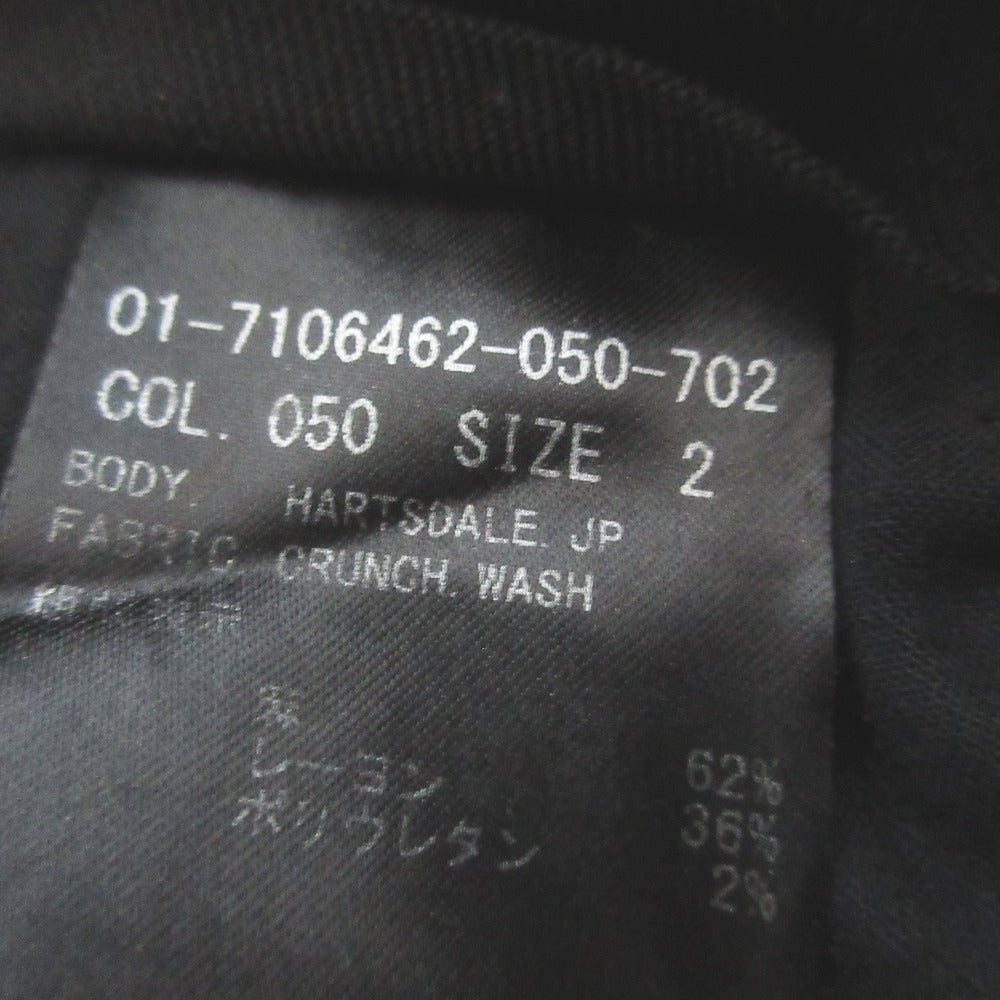 01-7106462-050-702
COL. 050 SIZE 2
BODY. HARTSDALE. JP
FABRIC CRUNCH. WASH
レーヨン 62%
ポリウレタン 36%
2%